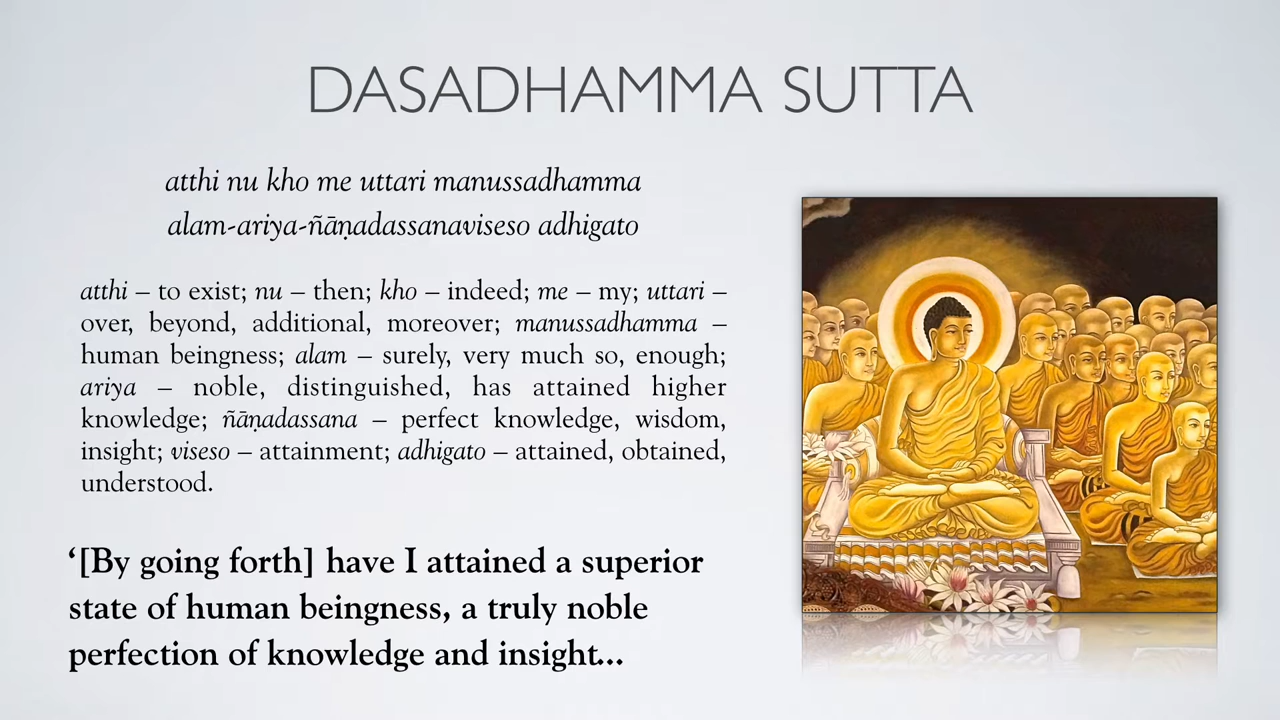 DASADHAMMA SUTTA
atthi nu kho me uttari manussadhamma
alam-ariya-ñāṇadassanaviseso adhigato
atthi – to exist; nu – then; kho – indeed; me – my; uttari –
over, beyond, additional, moreover; manussadhamma –
human beingness; alam – surely, very much so, enough;
ariya – noble, distinguished, has attained higher
knowledge; ñāṇadassana – perfect knowledge, wisdom,
insight; viseso – attainment; adhigato – attained, obtained,
understood.
‘[By going forth] have I attained a superior
state of human beingness, a truly noble
perfection of knowledge and insight...